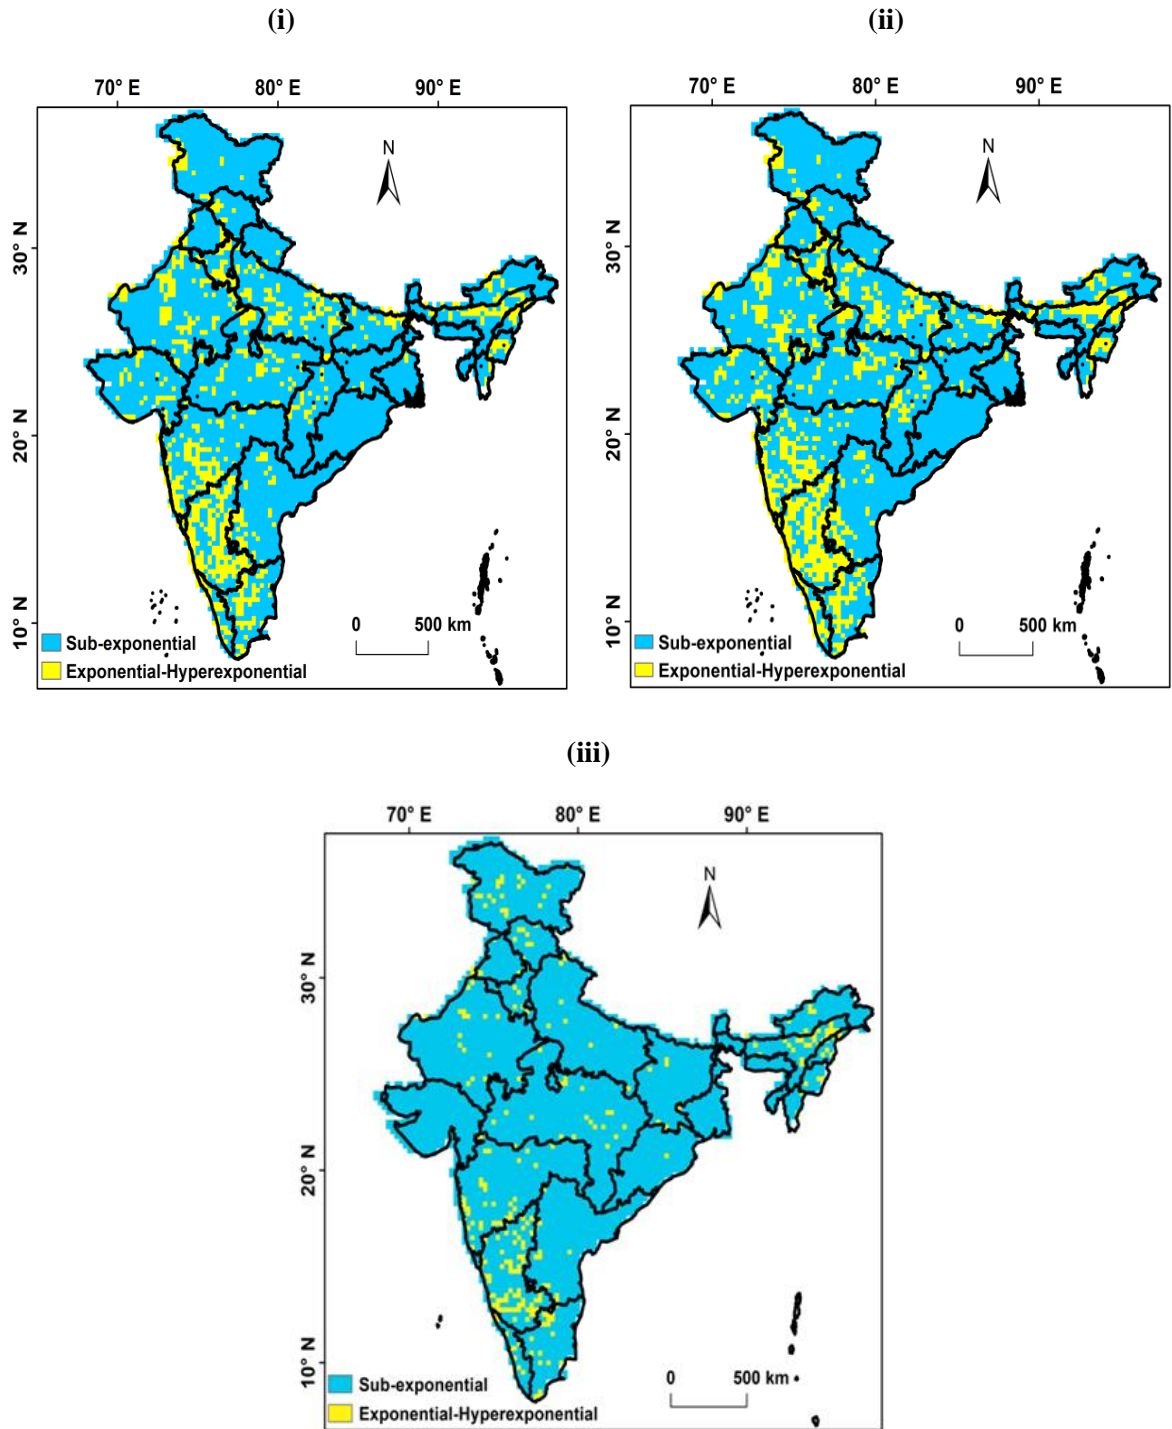 (i)
(ii)
70° E 80° E 90° E
70° E 80° E 90° E
N
N
30° N
30° N
20° N
20° N
10° N
10° N
0 500 km
0 500 km
Sub-exponential
Exponential-Hyperexponential
Sub-exponential
Exponential-Hyperexponential
(iii)
70° E 80° E 90° E
N
30° N
20° N
10° N
0 500 km
Sub-exponential
Exponential-Hyperexponential